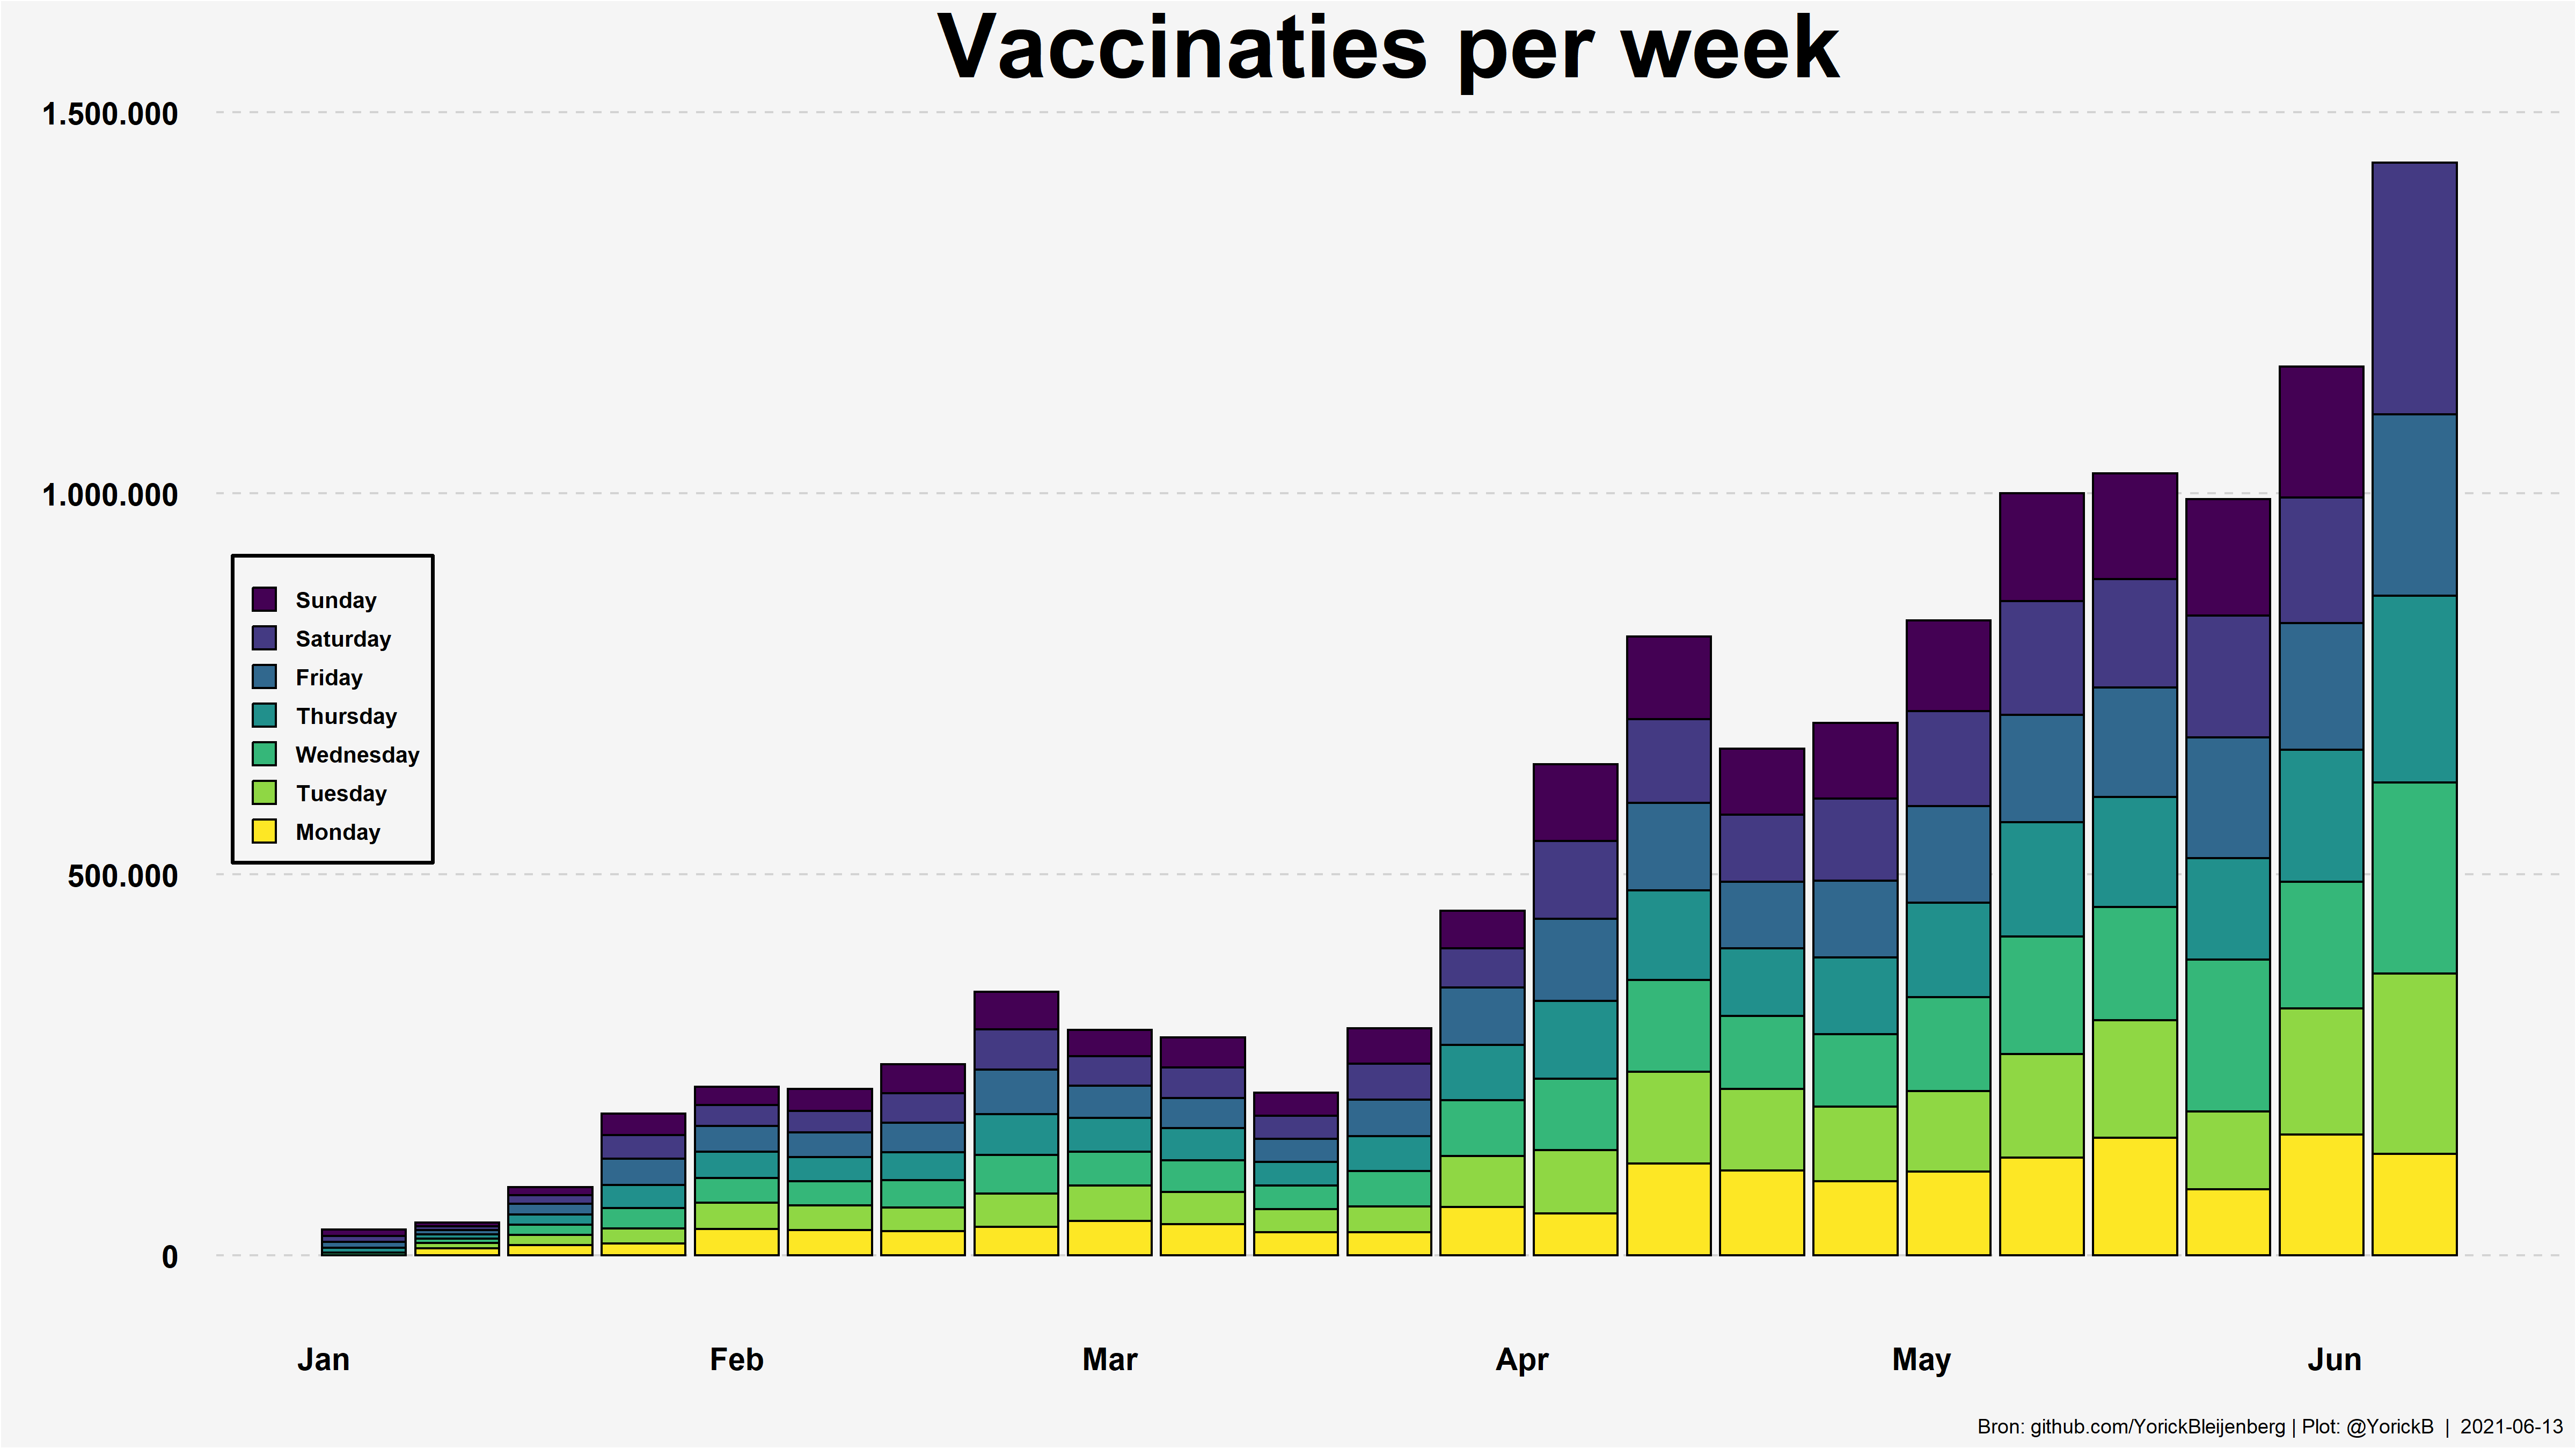 Vaccinaties per week
1.500.000
1.000.000
500.000
0
Sunday
Saturday
Friday
Thursday
Wednesday
Tuesday
Monday
Jan Feb Mar Apr May Jun
Bron: github.com/YorickBleijenberg | Plot: @YorickB | 2021-06-13